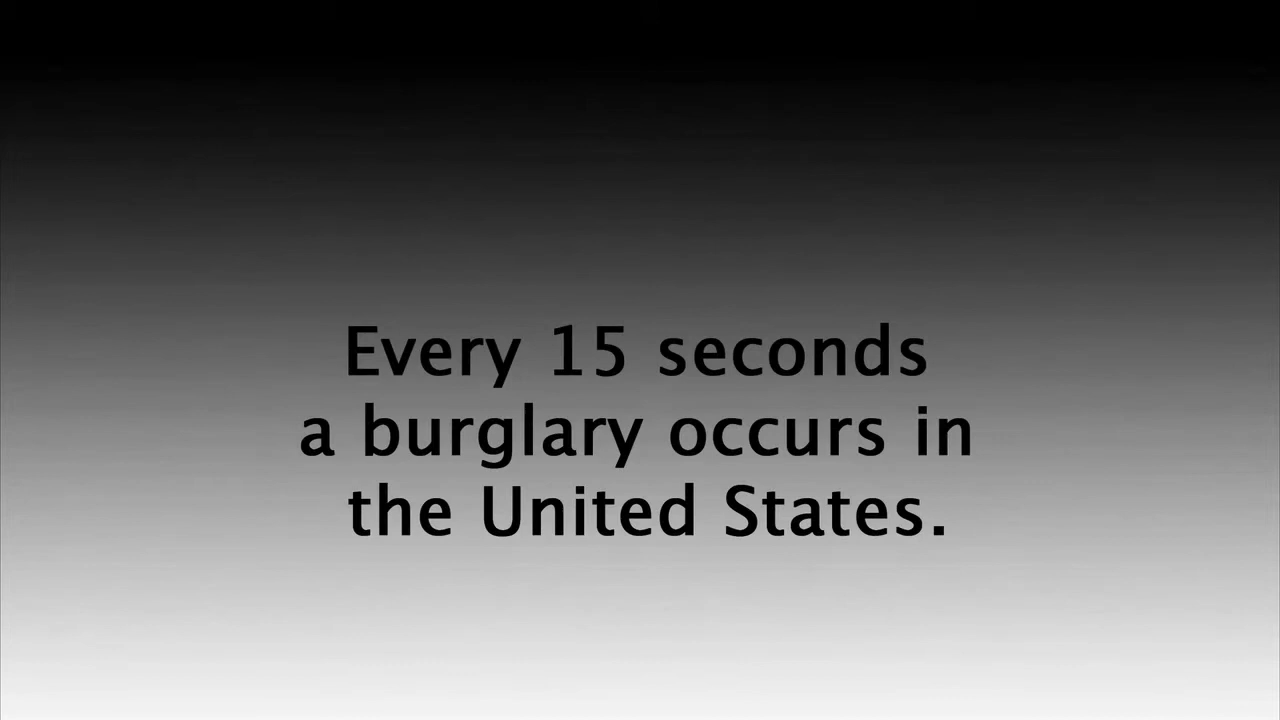 Every 15 seconds
a burglary occurs in
the United States.